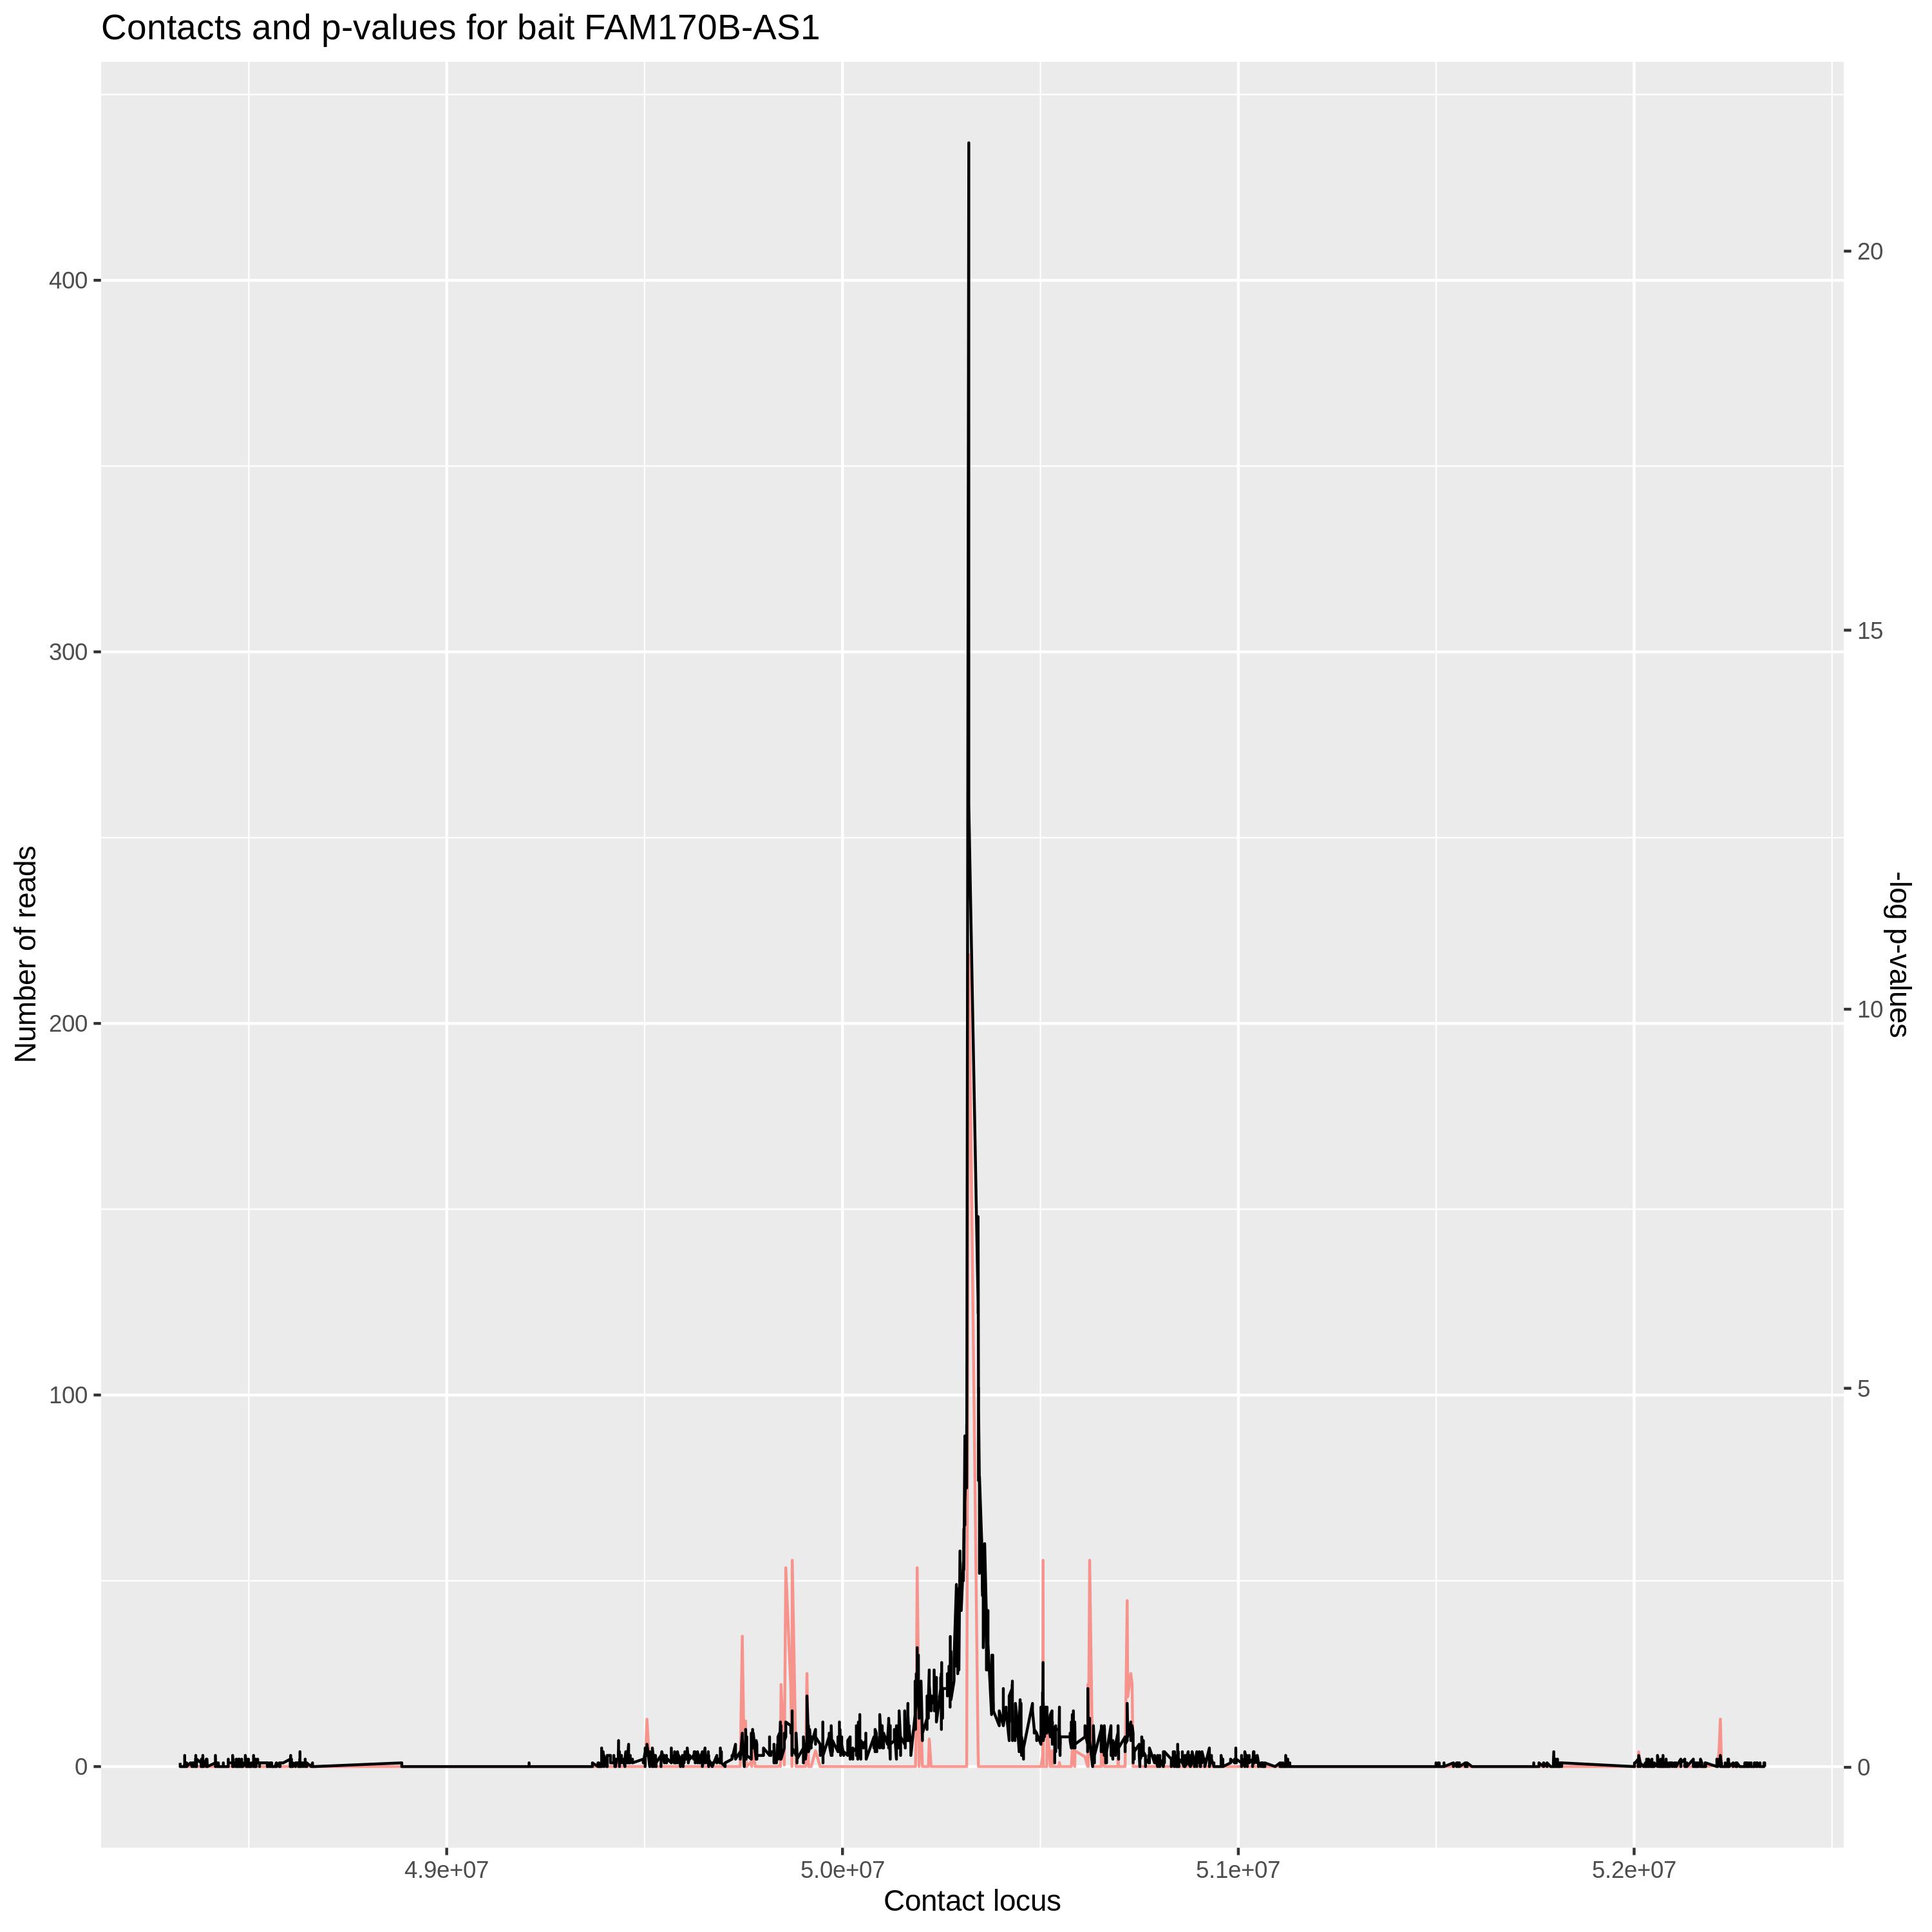 Contacts and p-values for bait FAM170B-AS1
400
300
200
100
0
Number of reads
20
15
10
5
0
-log p-values
4.9e+07
5.0e+07
5.1e+07
5.2e+07
Contact locus